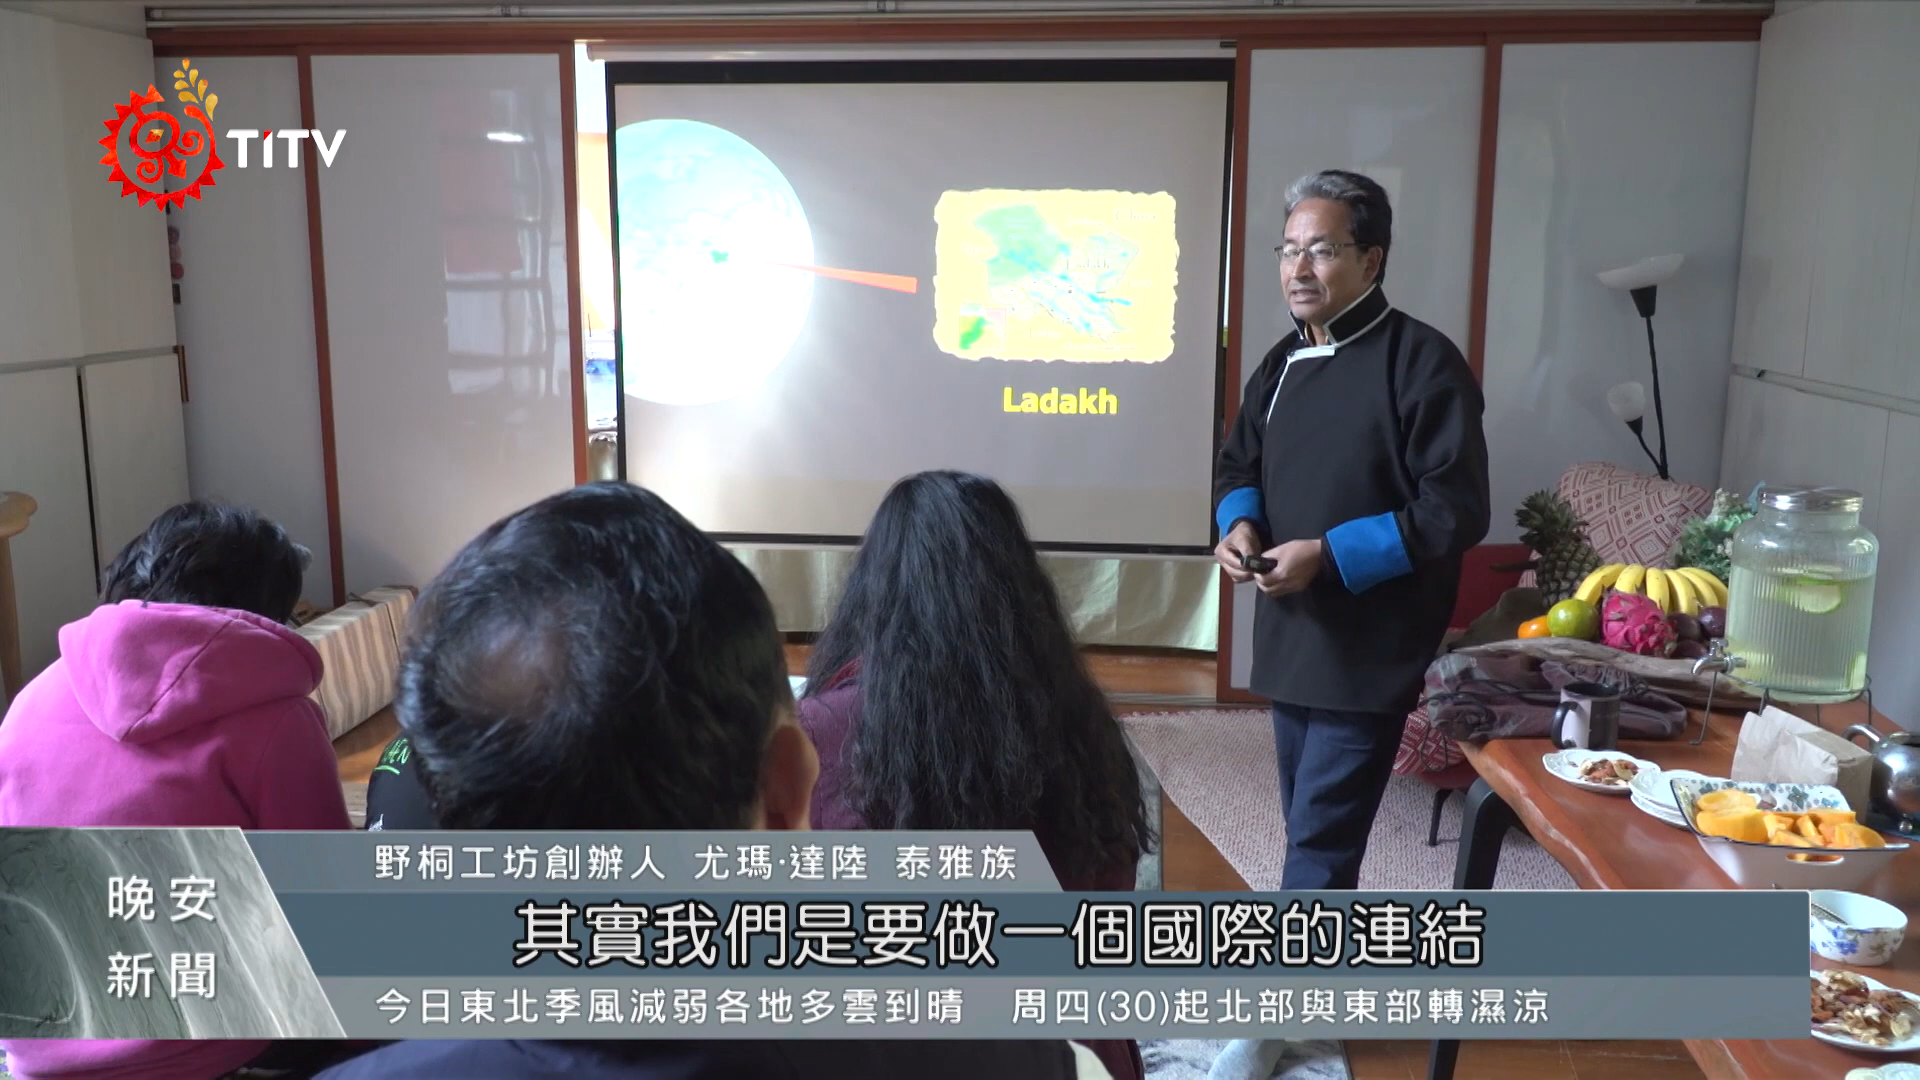 TITV
Ladakh
Ladakh
野桐工坊創辦人 尤瑪·達陸 泰雅族
晚安
新聞
其實我們是要做一個國際的連結
今日東北季風減弱各地多雲到晴 周四(30)起北部與東部轉濕涼